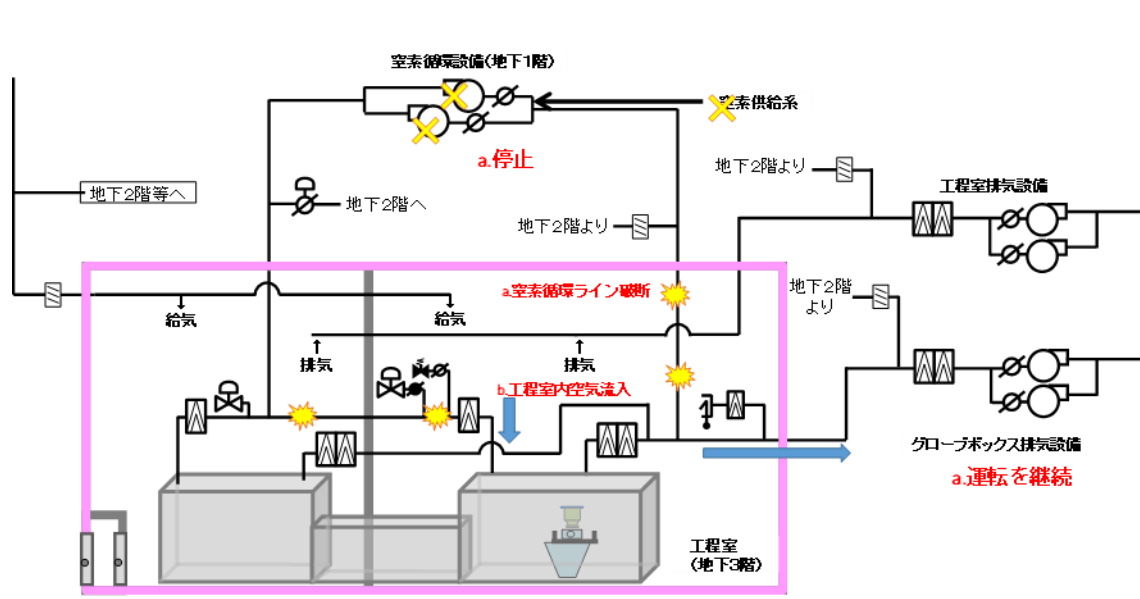 窒素循環設備(地下1階)
窒素供給系
a.停止
地下2階より
工程室排気設備
地下2階等へ
地下2階へ
地下2階より
a.窒素循環ライン破断
地下2階
より
給気
給気
排気
排気
b.工程室内空気流入
グローブボックス排気設備
a.運転を継続
工程室
(地下3階)